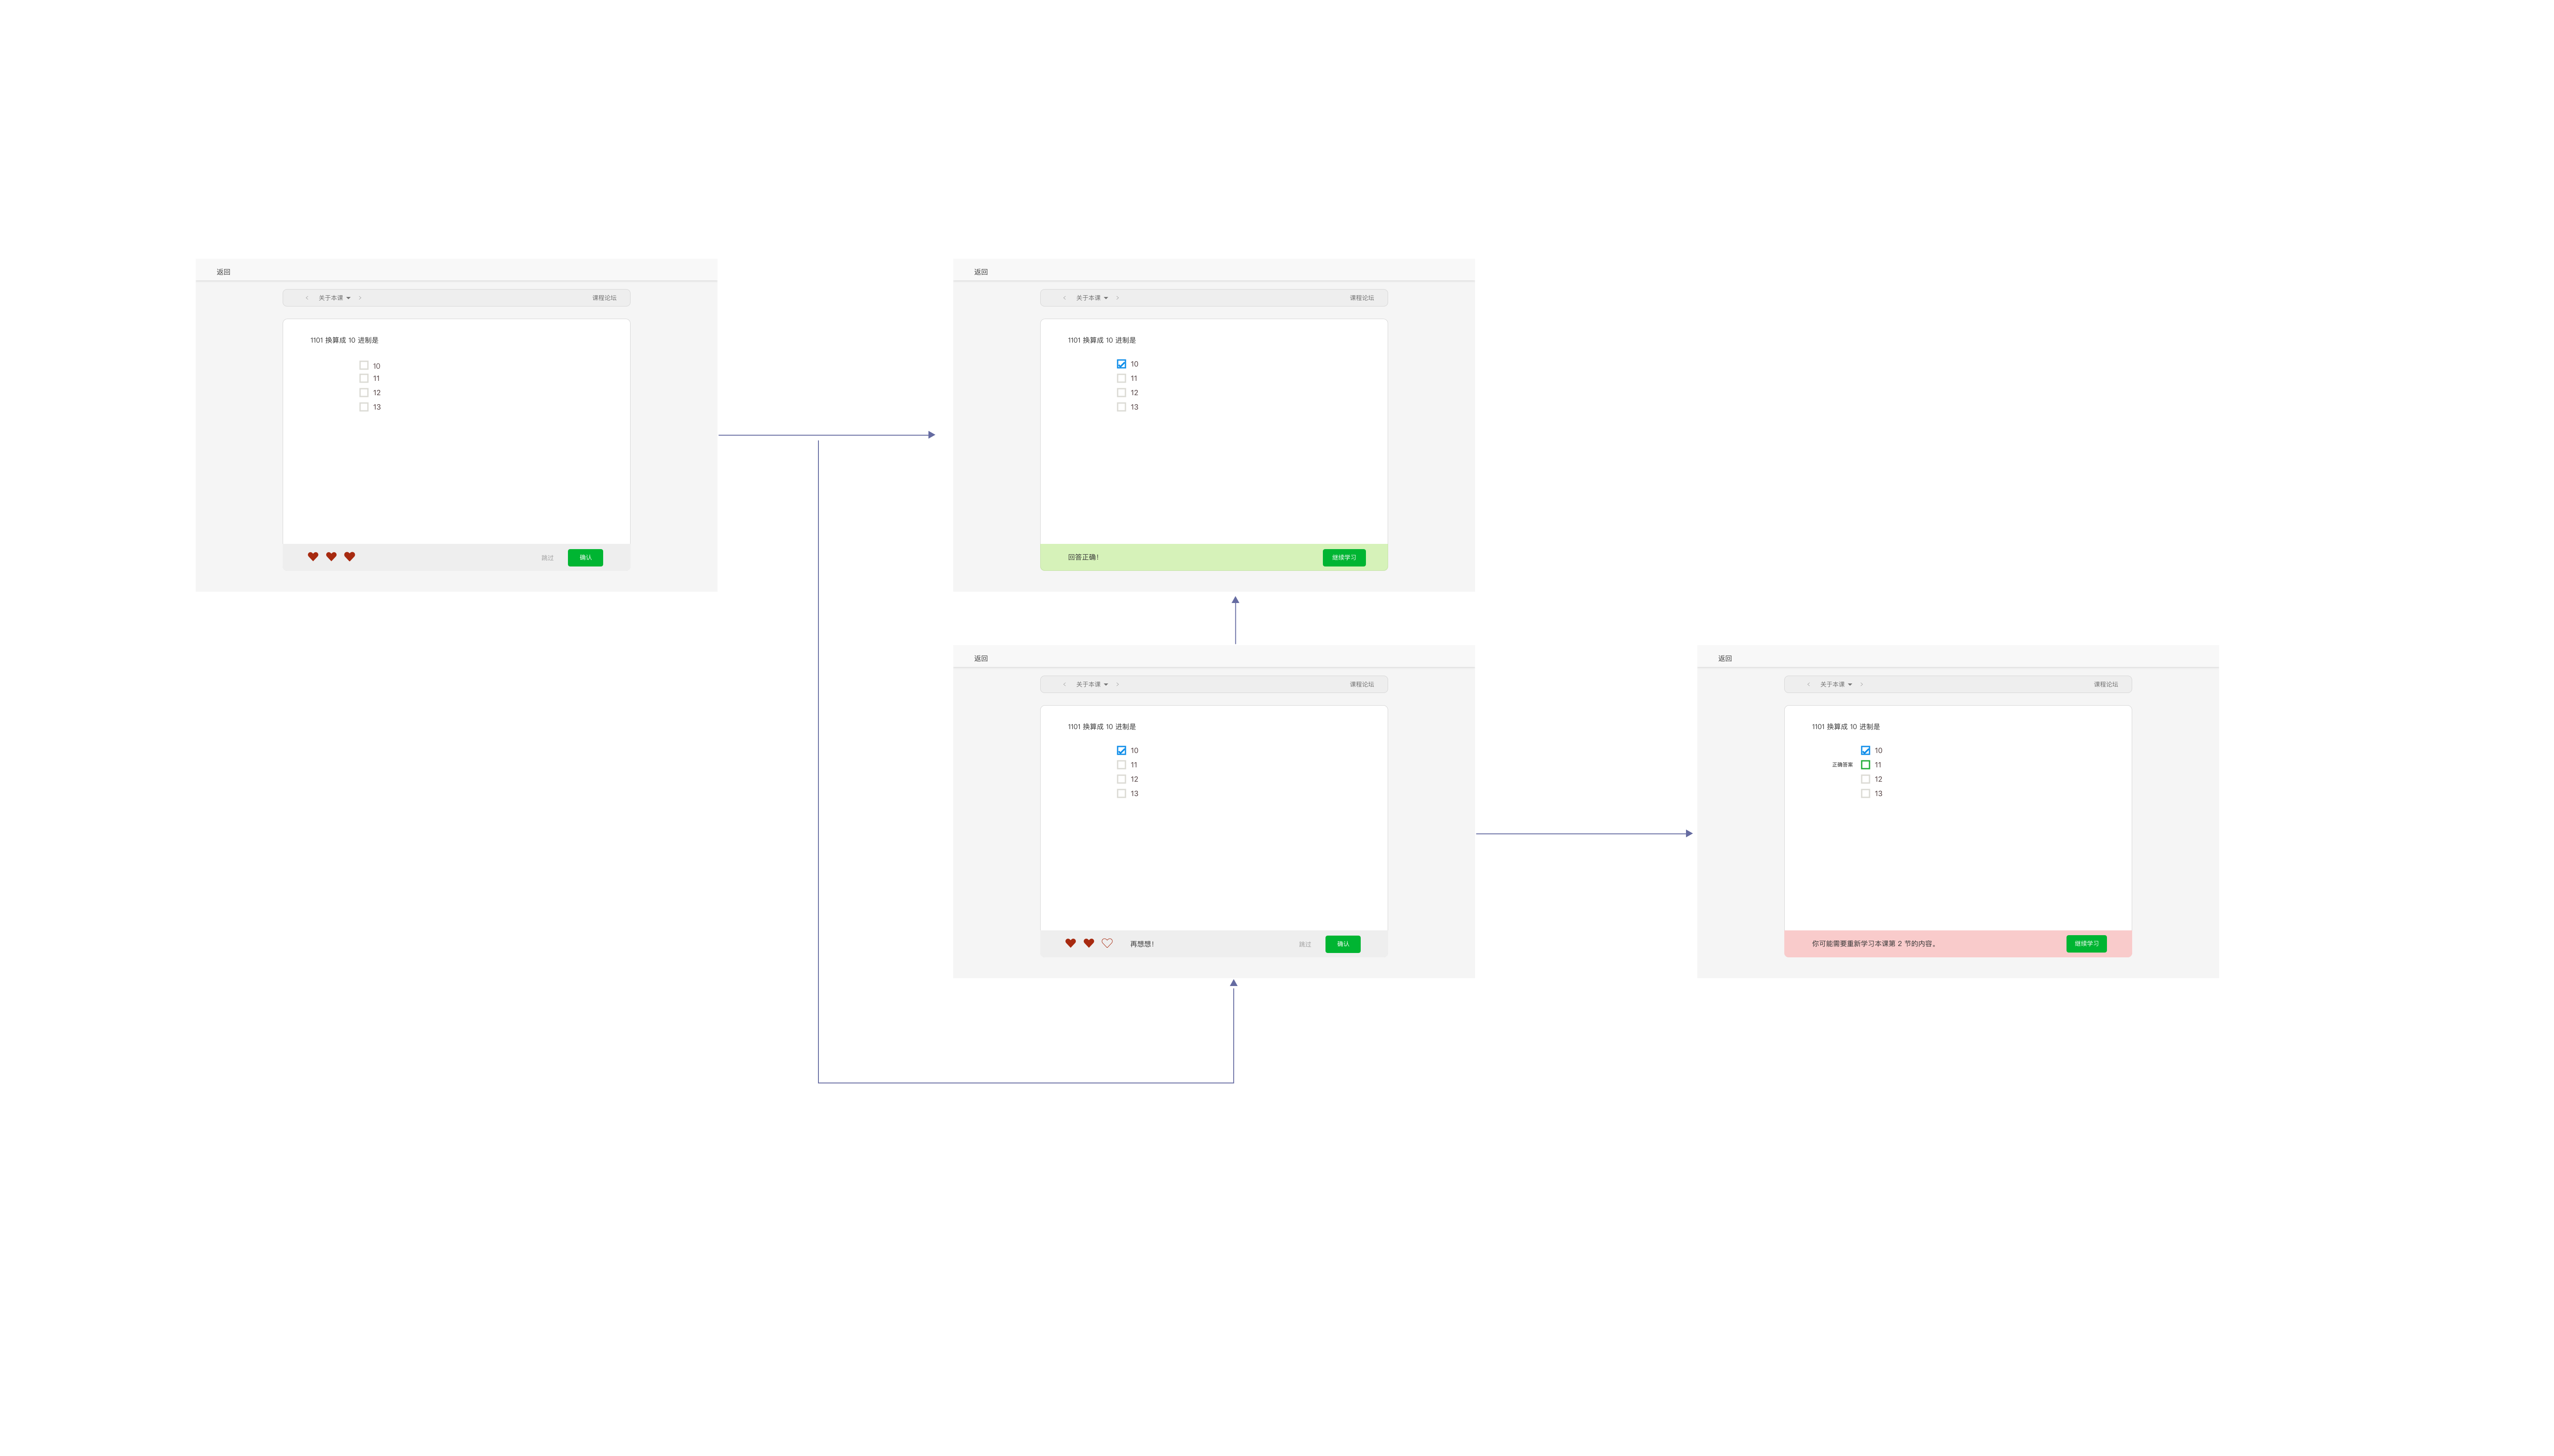 返回
关于本课
课程论坛
1101 换算成 10 进制是
10
11
12
13
跳过
确认
返回
关于本课
课程论坛
1101 换算成 10 进制是
10
11
12
13
回答正确！
继续学习
返回
关于本课
课程论坛
1101 换算成 10 进制是
10
11
12
13
再想想！
跳过
确认
返回
关于本课
课程论坛
1101 换算成 10 进制是
10
正确答案 11
12
13
你可能需要重新学习本课第 2 节的内容。
继续学习